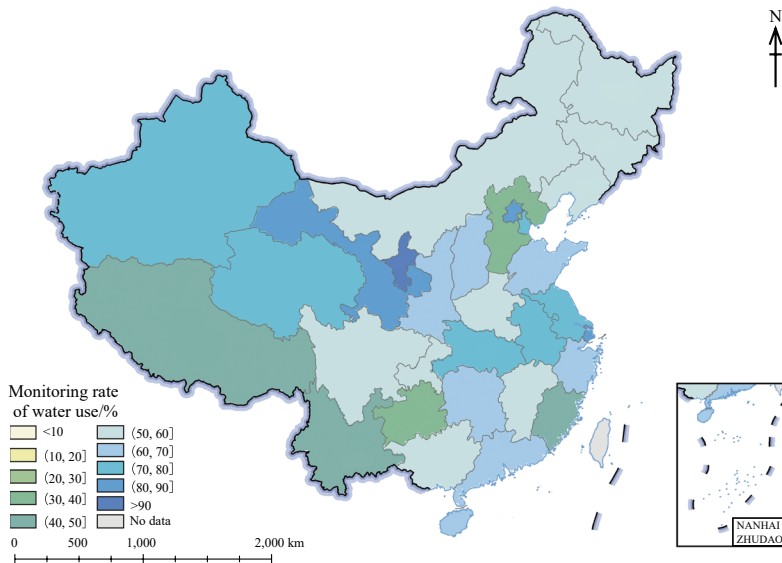 N
Monitoring rate
of water use/%
<10
(10, 20]
(20, 30]
(30, 40]
(40, 50]
(50, 60]
(60, 70]
(70, 80]
(80, 90]
>90
No data
0 500 1,000 2,000 km
NANHAI
ZHUDAO